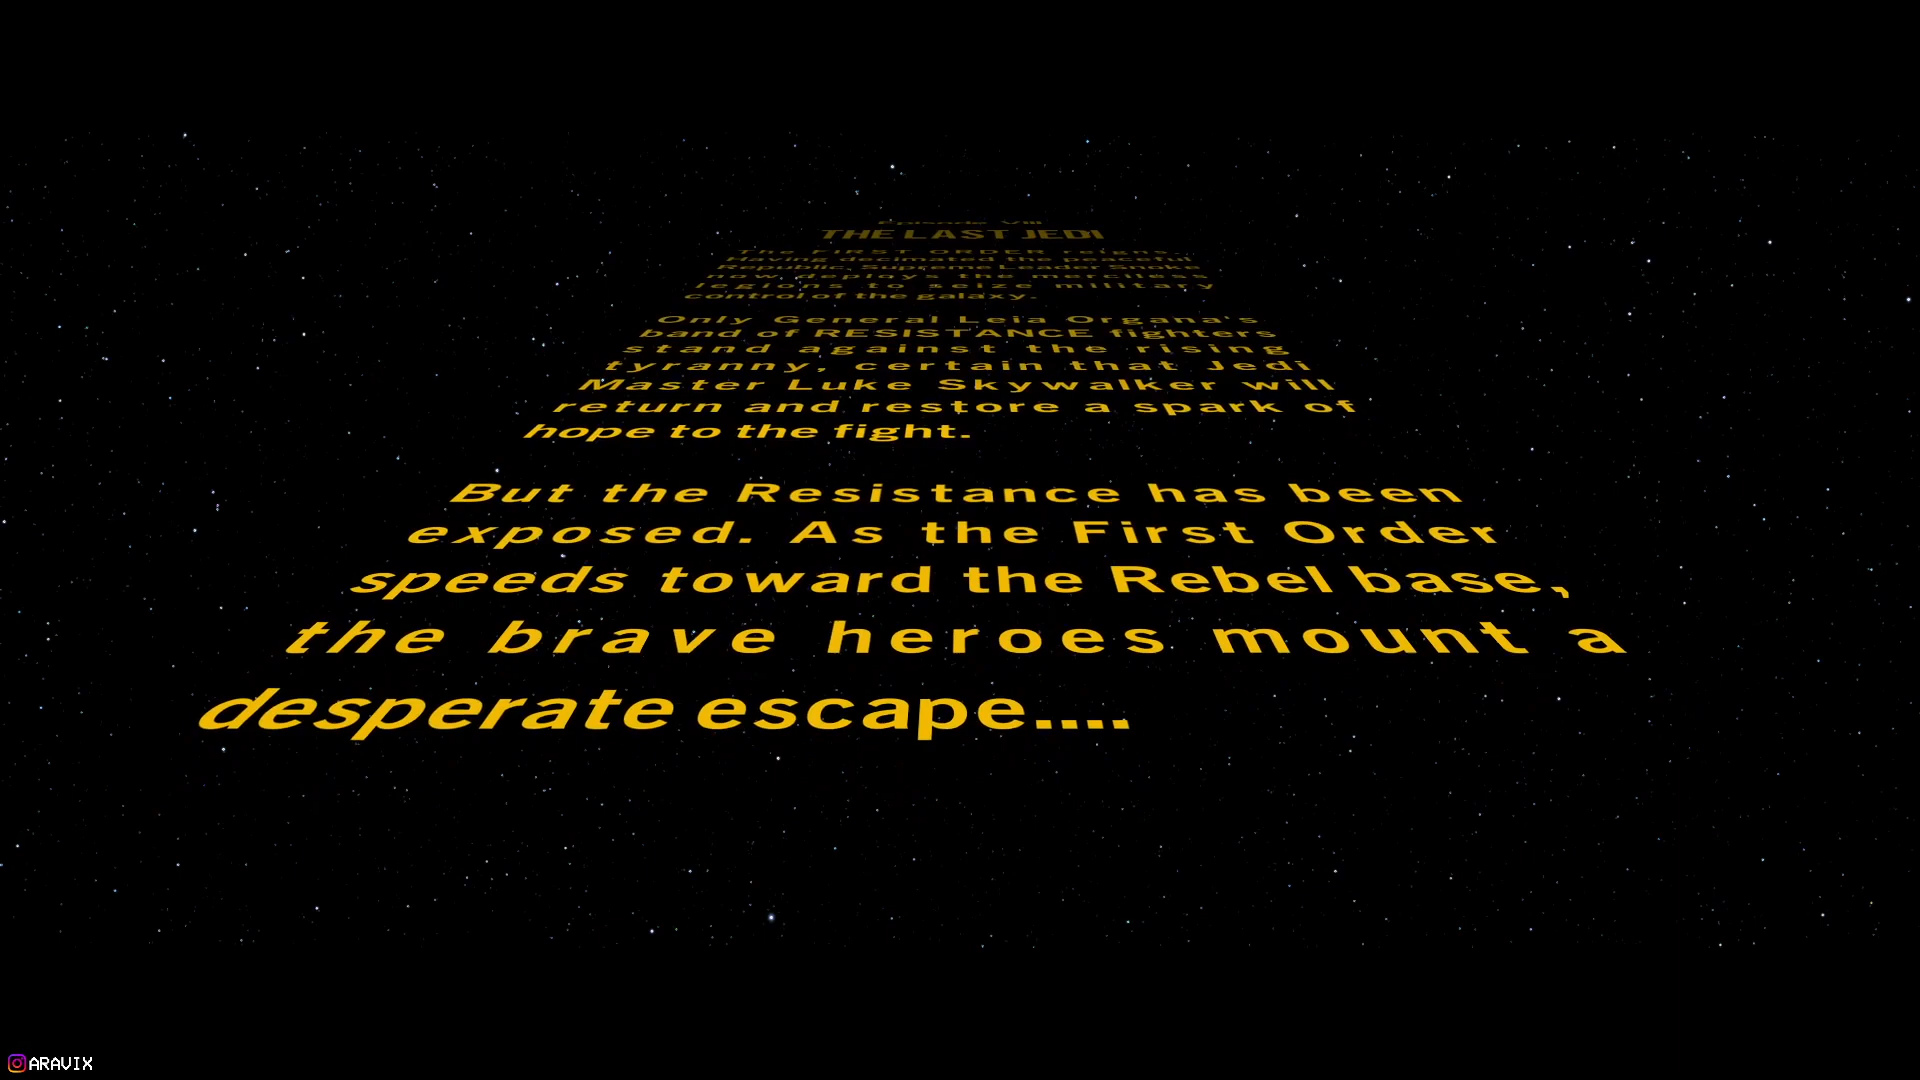 Episode VIII
THE LAST JEDI
The FIRST ORDER reigns.
Having decimated the peaceful
Republic, Supreme Leader Snoke
now deploys the merciless
legions to seize military
control of the galaxy.
Only General Leia Organa's
band of RESISTANCE fighters
stand against the rising
tyranny, certain that Jedi
Master Luke Skywalker will
return and restore a spark of
hope to the fight.
But the Resistance has been
exposed. As the First Order
speeds toward the Rebel base,
the brave heroes mount a
desperate escape....
ARAVIX